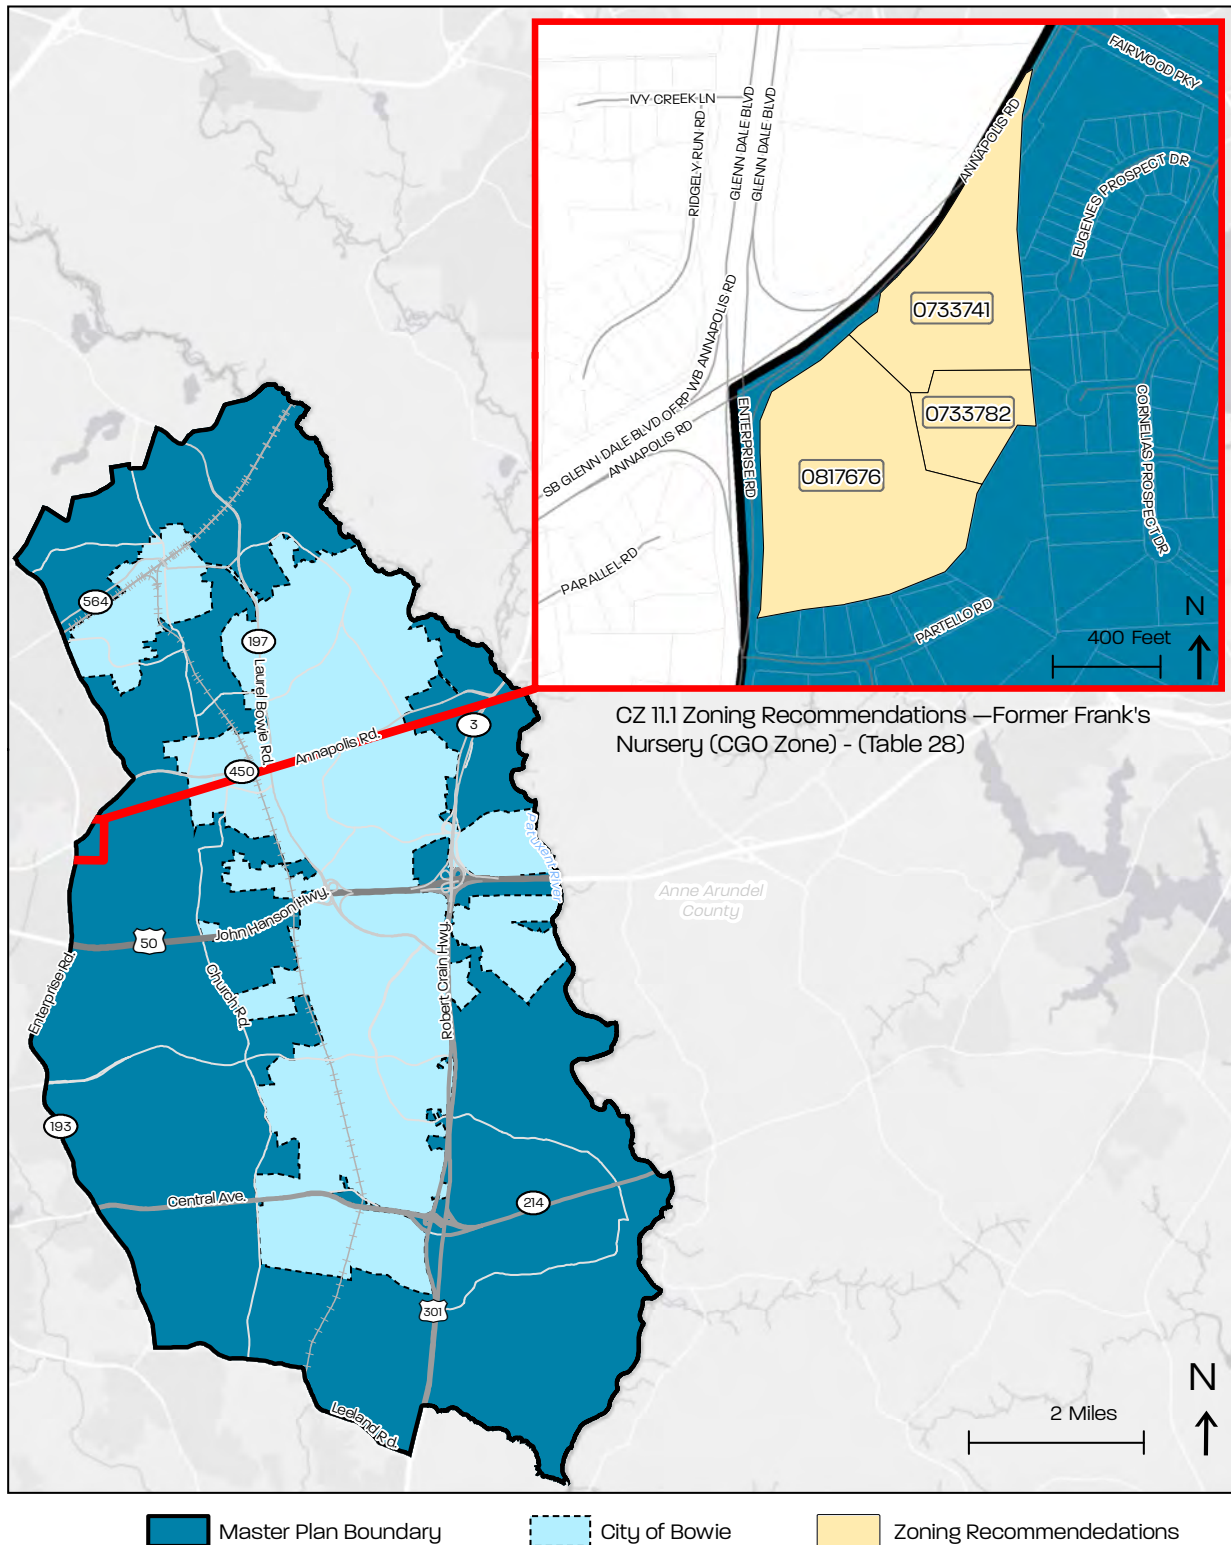 FAIRWOOD PKY
IVY CREEK LN
RIDGELY RUN RD
GLENN DALE BLVD
GLENN DALE BLVD
ANNAPOLIS RD
EUGENES PROSPECT DR
0733741
SB GLENN DALE BLVD OFRP WB ANNAPOLIS RD
ANNAPOLIS RD
ENTERPRISE RD
0733782
0817676
CORNELIAS PROSPECT DR
PARALLEL RD
PARTELLO RD
N
400 Feet
CZ 11.1 Zoning Recommendations —Former Frank's
Nursery (CGO Zone) - (Table 28)
564
197
Laurel Bowie Rd.
3
Annapolis Rd.
450
Patuxent River
Anne Arundel
County
John Hanson Hwy.
50
Enterprise Rd.
Church Rd.
Robert Crain Hwy.
193
Central Ave.
214
301
Leeland Rd.
N
2 Miles
Master Plan Boundary
City of Bowie
Zoning Recommendedations